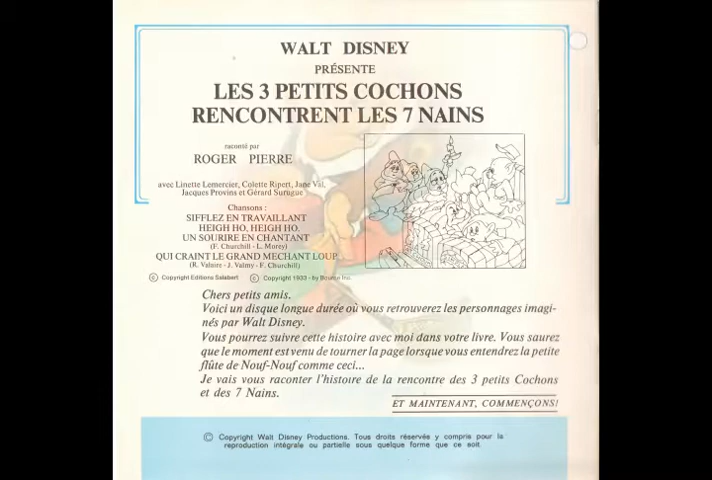 WALT DISNEY
PRÉSENTE
LES 3 PETITS COCHONS
RENCONTRENT LES 7 NAINS
raconté par
ROGER PIERRE
avec Linette Lemercier, Colette Ripert, Jane Val,
Jacques Provins et Gérard Surugue
Chansons :
SIFFLEZ EN TRAVAILLANT
HEIGH HO, HEIGH HO,
UN SOURIRE EN CHANTANT
(F. Churchill - L. Morey)
QUI CRAINT LE GRAND MECHANT LOUP
(R. Valaire - J. Valmy - F. Churchill)
© Copyright Editions Salabert © Copyright 1933 - by Bourne Inc.
Chers petits amis.
Voici un disque longue durée où vous retrouverez les personnages imagi-
nés par Walt Disney.
Vous pourrez suivre cette histoire avec moi dans votre livre. Vous saurez
que le moment est venu de tourner la page lorsque vous entendrez la petite
flûte de Nouf-Nouf comme ceci...
Je vais vous raconter l'histoire de la rencontre des 3 petits Cochons
et des 7 Nains.
ET MAINTENANT, COMMENÇONS!
© Copyright Walt Disney Productions. Tous droits réservés y compris pour la
reproduction intégrale ou partielle sous quelque forme que ce soit.